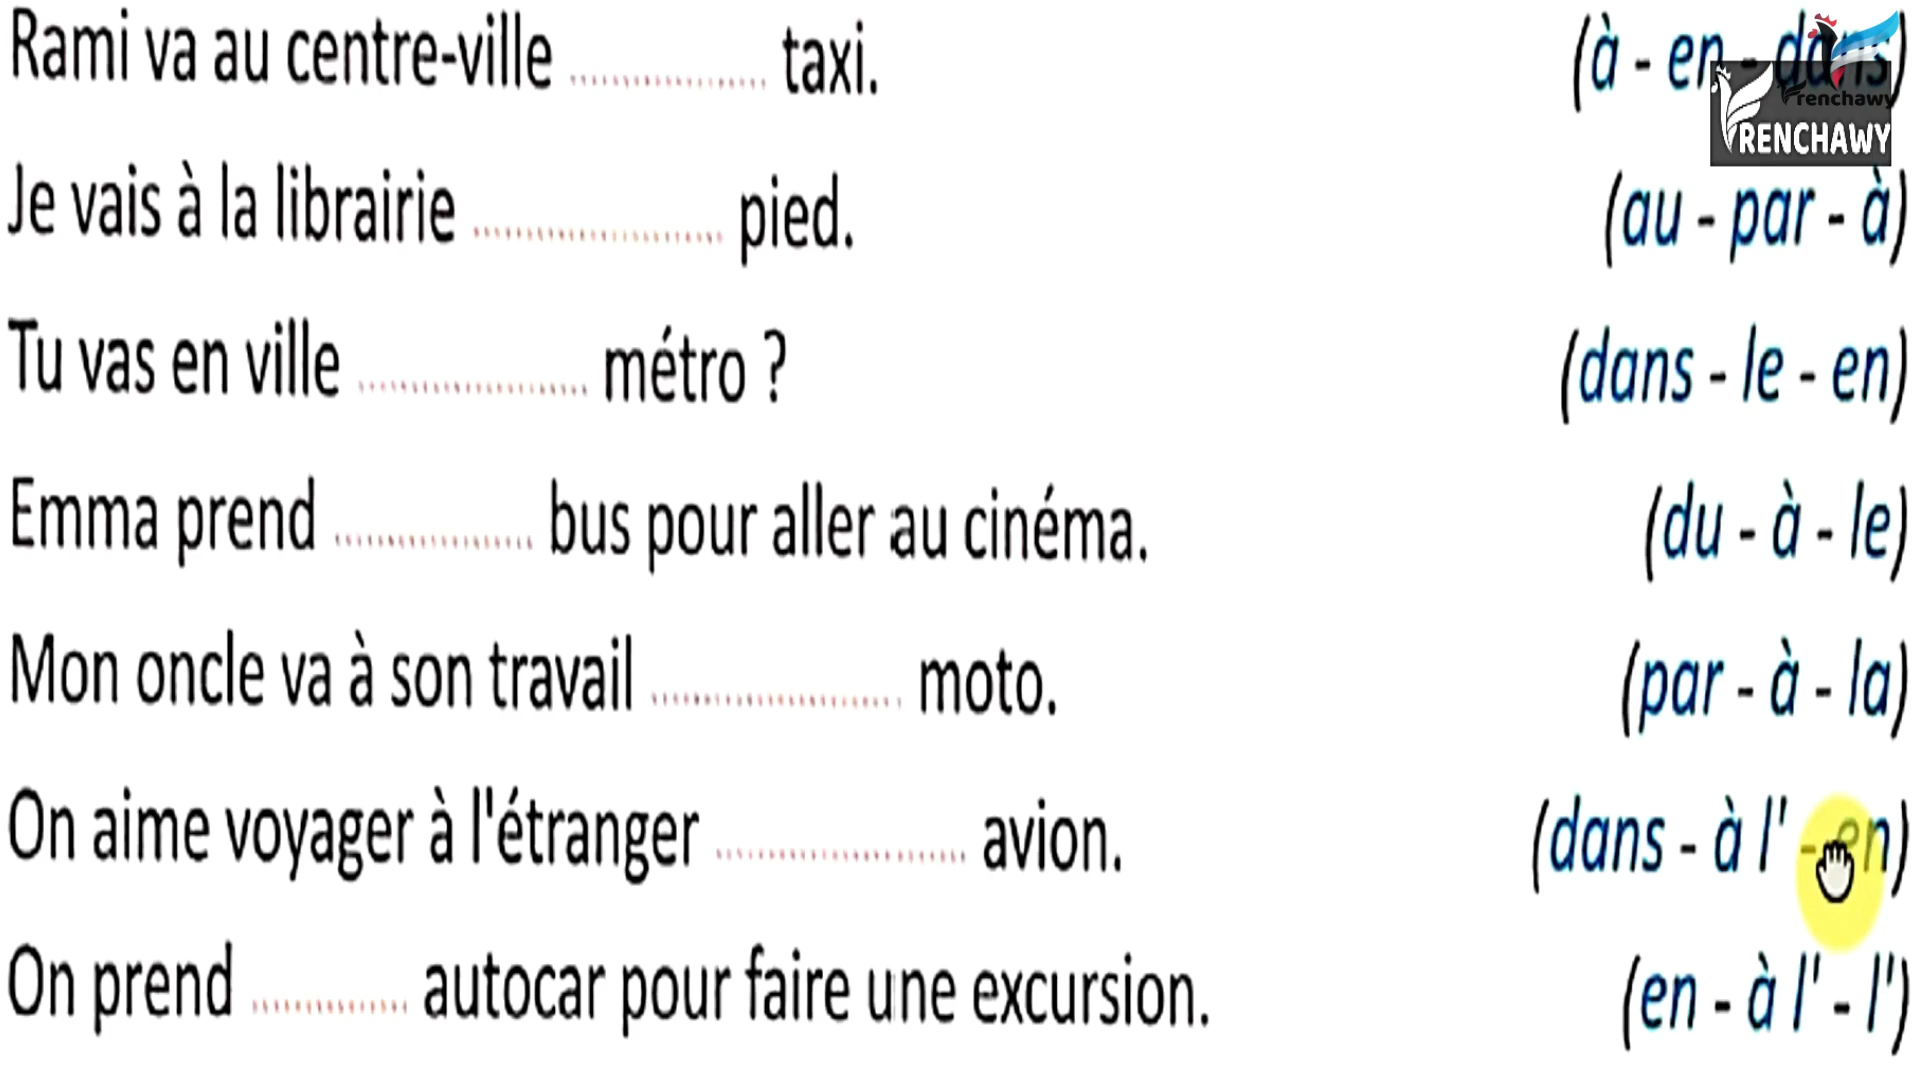 Rami va au centre-ville .................. taxi. (à - en - dans)
renchawy
RENCHAWY
Je vais à la librairie ....................... pied. (au - par - à)
Tu vas en ville ..................... métro ? (dans - le - en)
Emma prend .................. bus pour aller au cinéma. (du - à - le)
Mon oncle va à son travail ....................... moto. (par - à - la)
On aime voyager à l'étranger ....................... avion. (dans - à l' - en)
On prend .............. autocar pour faire une excursion. (en - à l' - l')